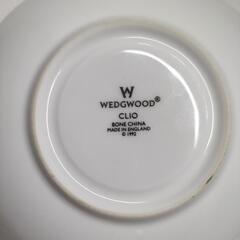 W
WEDGWOOD®
CLIO
BONE CHINA
MADE IN ENGLAND
© 1992